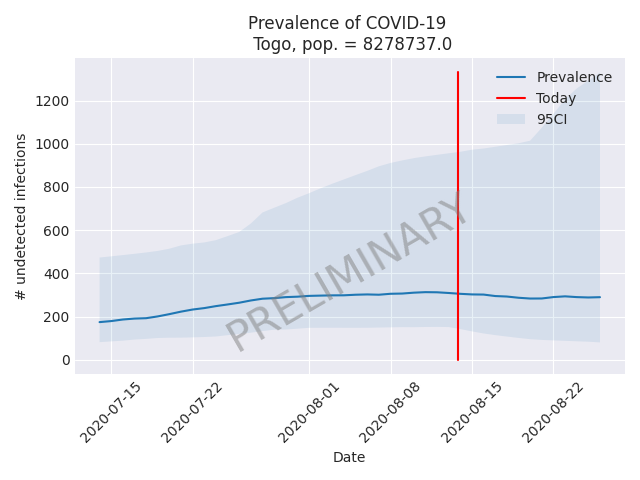 Prevalence of COVID-19
Togo, pop. = 8278737.0
Prevalence
Today
95CI
1200
1000
800
600
400
200
0
# undetected infections
PRELIMINARY
2020-07-15
2020-07-22
2020-08-01
2020-08-08
2020-08-15
2020-08-22
Date